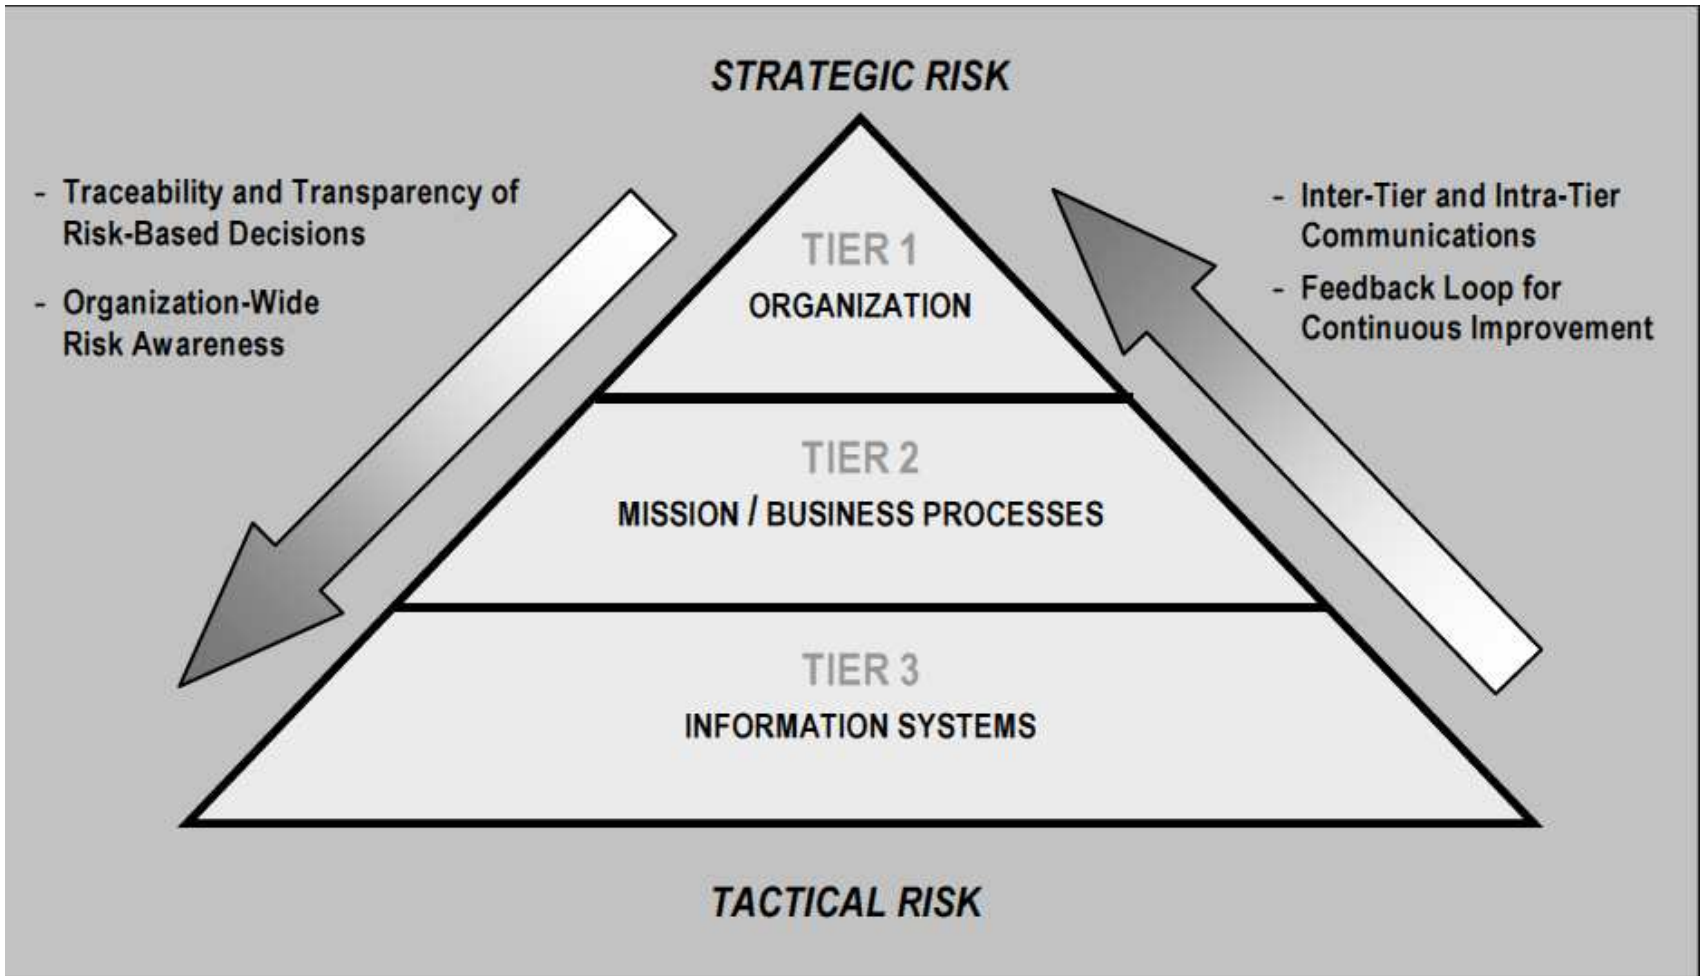 STRATEGIC RISK
- Traceability and Transparency of
Risk-Based Decisions
- Organization-Wide
Risk Awareness
- Inter-Tier and Intra-Tier
Communications
- Feedback Loop for
Continuous Improvement
TIER 1
ORGANIZATION
TIER 2
MISSION / BUSINESS PROCESSES
TIER 3
INFORMATION SYSTEMS
TACTICAL RISK